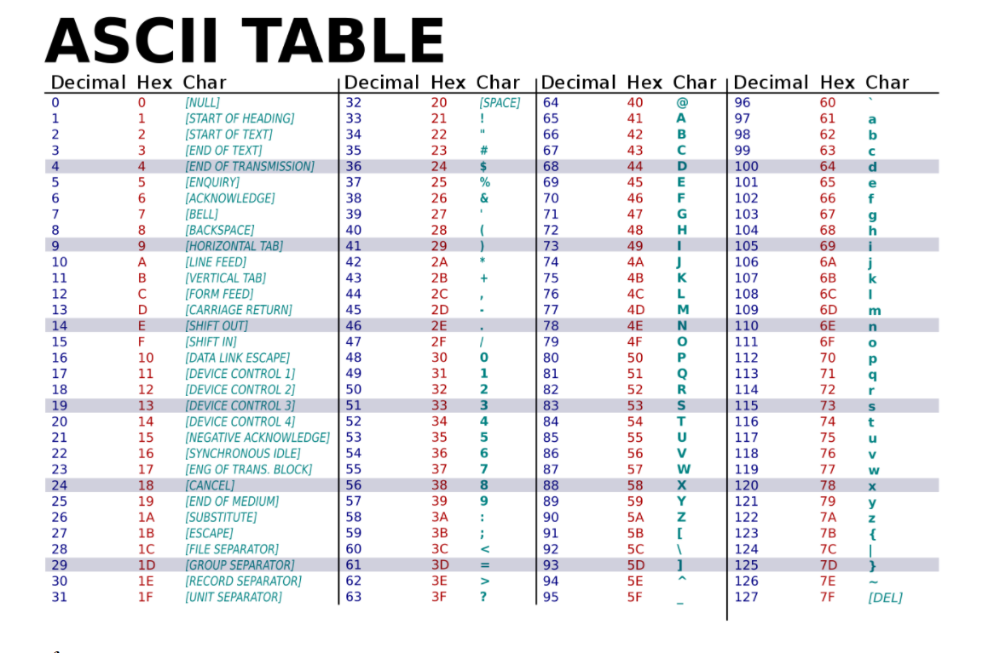 ASCII TABLE
Decimal Hex Char Decimal Hex Char Decimal Hex Char Decimal Hex Char
0 0 [NULL] 32 20 [SPACE] 64 40 @ 96 60 `
1 1 [START OF HEADING] 33 21 ! 65 41 A 97 61 a
2 2 [START OF TEXT] 34 22 " 66 42 B 98 62 b
3 3 [END OF TEXT] 35 23 # 67 43 C 99 63 c
4 4 [END OF TRANSMISSION] 36 24 $ 68 44 D 100 64 d
5 5 [ENQUIRY] 37 25 % 69 45 E 101 65 e
6 6 [ACKNOWLEDGE] 38 26 & 70 46 F 102 66 f
7 7 [BELL] 39 27 ' 71 47 G 103 67 g
8 8 [BACKSPACE] 40 28 ( 72 48 H 104 68 h
9 9 [HORIZONTAL TAB] 41 29 ) 73 49 I 105 69 i
10 A [LINE FEED] 42 2A * 74 4A J 106 6A j
11 B [VERTICAL TAB] 43 2B + 75 4B K 107 6B k
12 C [FORM FEED] 44 2C , 76 4C L 108 6C l
13 D [CARRIAGE RETURN] 45 2D - 77 4D M 109 6D m
14 E [SHIFT OUT] 46 2E . 78 4E N 110 6E n
15 F [SHIFT IN] 47 2F / 79 4F O 111 6F o
16 10 [DATA LINK ESCAPE] 48 30 0 80 50 P 112 70 p
17 11 [DEVICE CONTROL 1] 49 31 1 81 51 Q 113 71 q
18 12 [DEVICE CONTROL 2] 50 32 2 82 52 R 114 72 r
19 13 [DEVICE CONTROL 3] 51 33 3 83 53 S 115 73 s
20 14 [DEVICE CONTROL 4] 52 34 4 84 54 T 116 74 t
21 15 [NEGATIVE ACKNOWLEDGE] 53 35 5 85 55 U 117 75 u
22 16 [SYNCHRONOUS IDLE] 54 36 6 86 56 V 118 76 v
23 17 [ENG OF TRANS. BLOCK] 55 37 7 87 57 W 119 77 w
24 18 [CANCEL] 56 38 8 88 58 X 120 78 x
25 19 [END OF MEDIUM] 57 39 9 89 59 Y 121 79 y
26 1A [SUBSTITUTE] 58 3A : 90 5A Z 122 7A z
27 1B [ESCAPE] 59 3B ; 91 5B [ 123 7B {
28 1C [FILE SEPARATOR] 60 3C < 92 5C \ 124 7C |
29 1D [GROUP SEPARATOR] 61 3D = 93 5D ] 125 7D }
30 1E [RECORD SEPARATOR] 62 3E > 94 5E ^ 126 7E ~
31 1F [UNIT SEPARATOR] 63 3F ? 95 5F _ 127 7F [DEL]